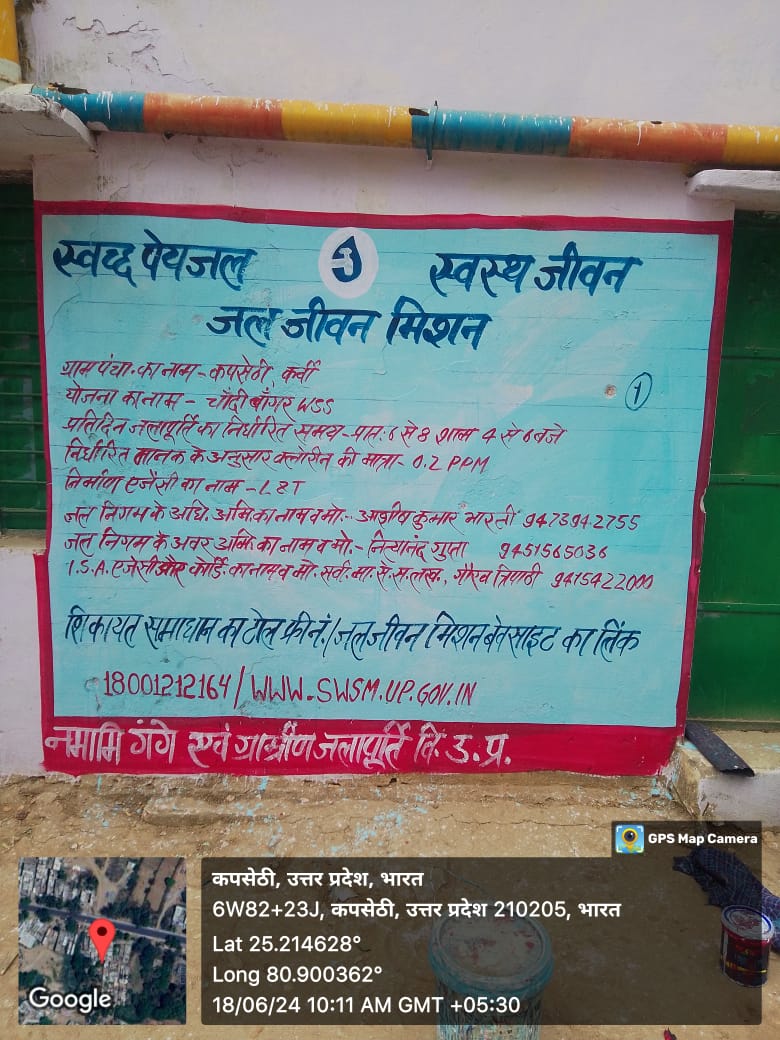 स्वच्छ पेयजल स्वस्थ जीवन
जल जीवन मिशन
ग्राम पंचा. का नाम - कपसेठी कर्वी
योजना का नाम - चाँदी बाँगर WSS
1
प्रतिदिन जलापूर्ति का निर्धारित समय - प्रात: 6 से 8 शाम 4 से 6 बजे
निर्धारित मानक के अनुसार क्लोरीन की मात्रा - 0.2 PPM
निर्माण एजेंसी का नाम - L&T
जल निगम के अधि. अभि. का नाम व मो. - आशीष कुमार भारती 9473942755
जल निगम के अवर अभि. का नाम व मो. - नित्यानंद गुप्ता 9451565036
I.S.A. एजेंसी और कोर्डि. का नाम व मो. सर्वो. मा. से. स. लख., गौरव त्रिपाठी 9415422000
शिकायत समाधान का टोल फ्री नं./जल जीवन मिशन बेवसाइट का लिंक
18001212164/WWW.SWSM.UP.GOV.IN
नमामि गंगे एवं ग्रामीण जलापूर्ति वि. उ.प्र.
GPS Map Camera
कपसेठी, उत्तर प्रदेश, भारत
6W82+23J, कपसेठी, उत्तर प्रदेश 210205, भारत
Lat 25.214628°
Long 80.900362°
18/06/24 10:11 AM GMT +05:30
Google